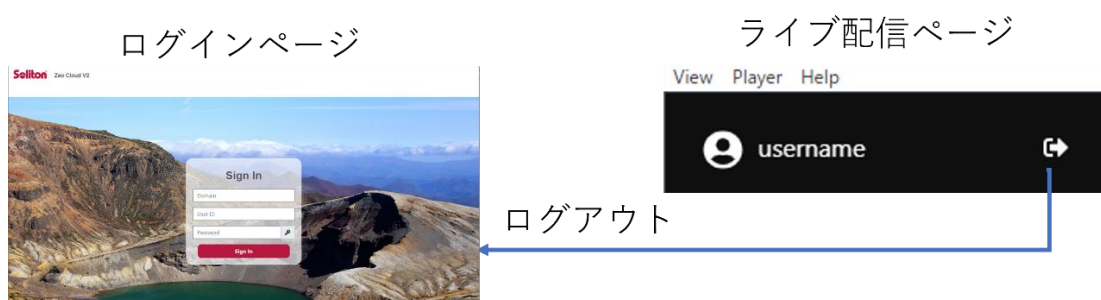 ログインページ
Soliton Zao Cloud V2
Sign In
Domain
User ID
Password
Sign In
ライブ配信ページ
View Player Help
username
ログアウト